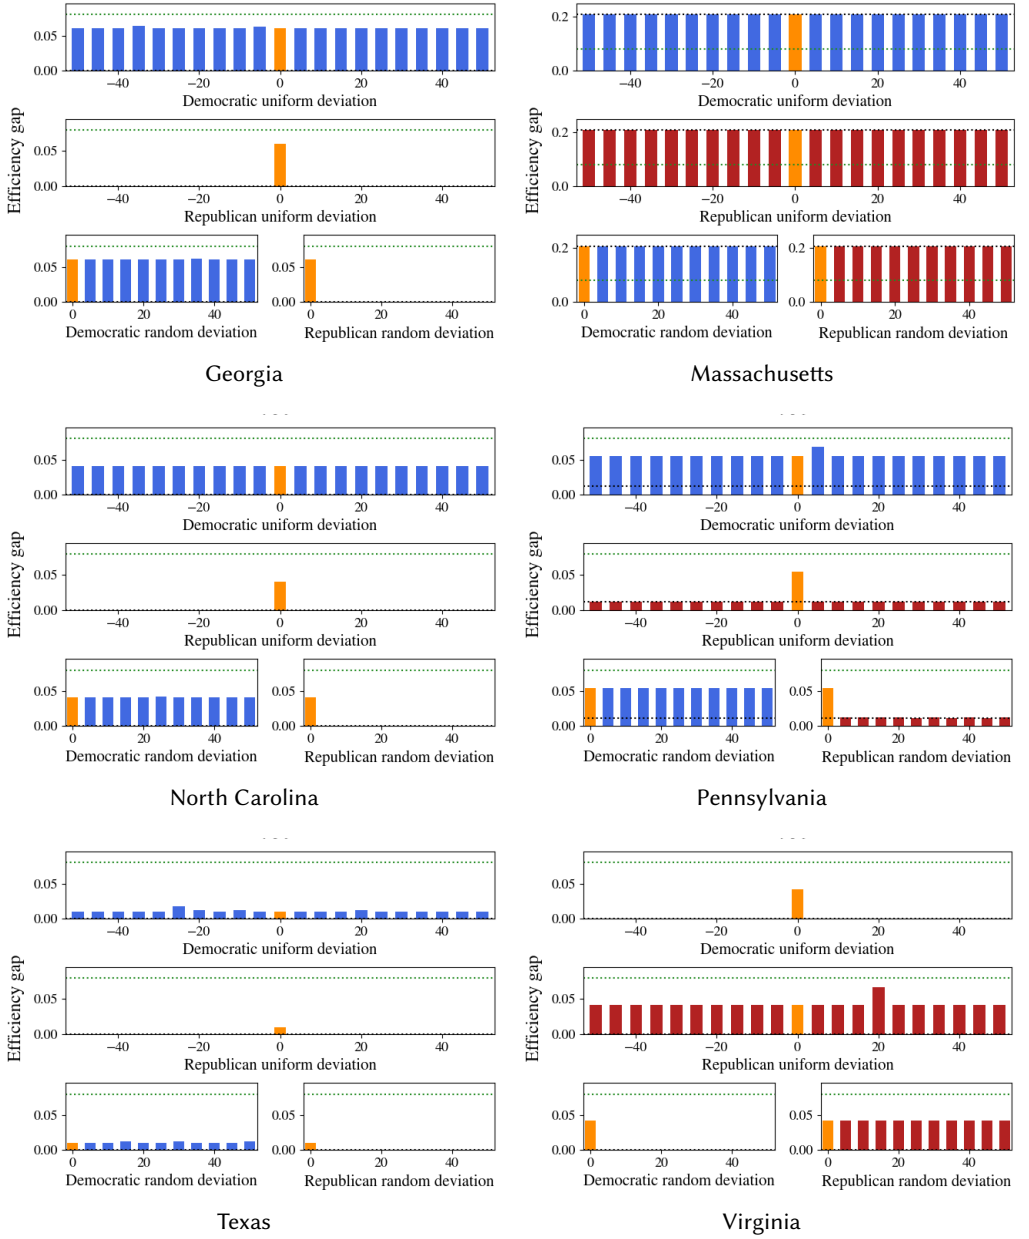 0.05
0.00
−40 −20 0 20 40
Democratic uniform deviation
0.05
0.00
−40 −20 0 20 40
Republican uniform deviation
Efficiency gap
0.05
0.00
0 20 40
Democratic random deviation
0.05
0.00
0 20 40
Republican random deviation
Georgia
0.2
0.0
−40 −20 0 20 40
Democratic uniform deviation
0.2
0.0
−40 −20 0 20 40
Republican uniform deviation
Efficiency gap
0.2
0.0
0 20 40
Democratic random deviation
0.2
0.0
0 20 40
Republican random deviation
Massachusetts
0.05
0.00
−40 −20 0 20 40
Democratic uniform deviation
0.05
0.00
−40 −20 0 20 40
Republican uniform deviation
Efficiency gap
0.05
0.00
0 20 40
Democratic random deviation
0.05
0.00
0 20 40
Republican random deviation
North Carolina
0.05
0.00
−40 −20 0 20 40
Democratic uniform deviation
0.05
0.00
−40 −20 0 20 40
Republican uniform deviation
Efficiency gap
0.05
0.00
0 20 40
Democratic random deviation
0.05
0.00
0 20 40
Republican random deviation
Pennsylvania
0.05
0.00
−40 −20 0 20 40
Democratic uniform deviation
0.05
0.00
−40 −20 0 20 40
Republican uniform deviation
Efficiency gap
0.05
0.00
0 20 40
Democratic random deviation
0.05
0.00
0 20 40
Republican random deviation
Texas
0.05
0.00
−40 −20 0 20 40
Democratic uniform deviation
0.05
0.00
−40 −20 0 20 40
Republican uniform deviation
Efficiency gap
0.05
0.00
0 20 40
Democratic random deviation
0.05
0.00
0 20 40
Republican random deviation
Virginia